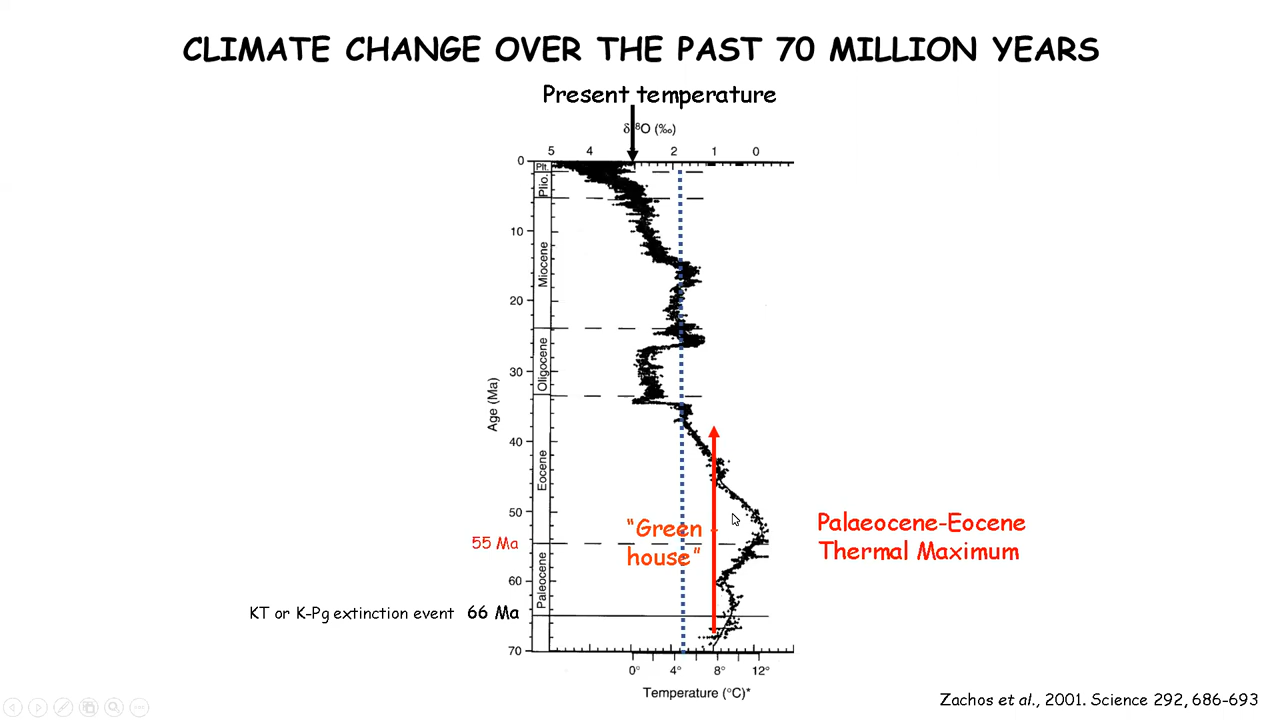 CLIMATE CHANGE OVER THE PAST 70 MILLION YEARS
Present temperature
5 4 2 1 0
0
Plt.
Plio.
10
Miocene
20
Oligocene
30
Age (Ma)
40
Eocene
50
"Green
house"
Palaeocene-Eocene
Thermal Maximum
55 Ma
Paleocene
60
KT or K-Pg extinction event 66 Ma
70
0° 4° 8° 12°
Temperature (°C)*
Zachos et al., 2001. Science 292, 686-693